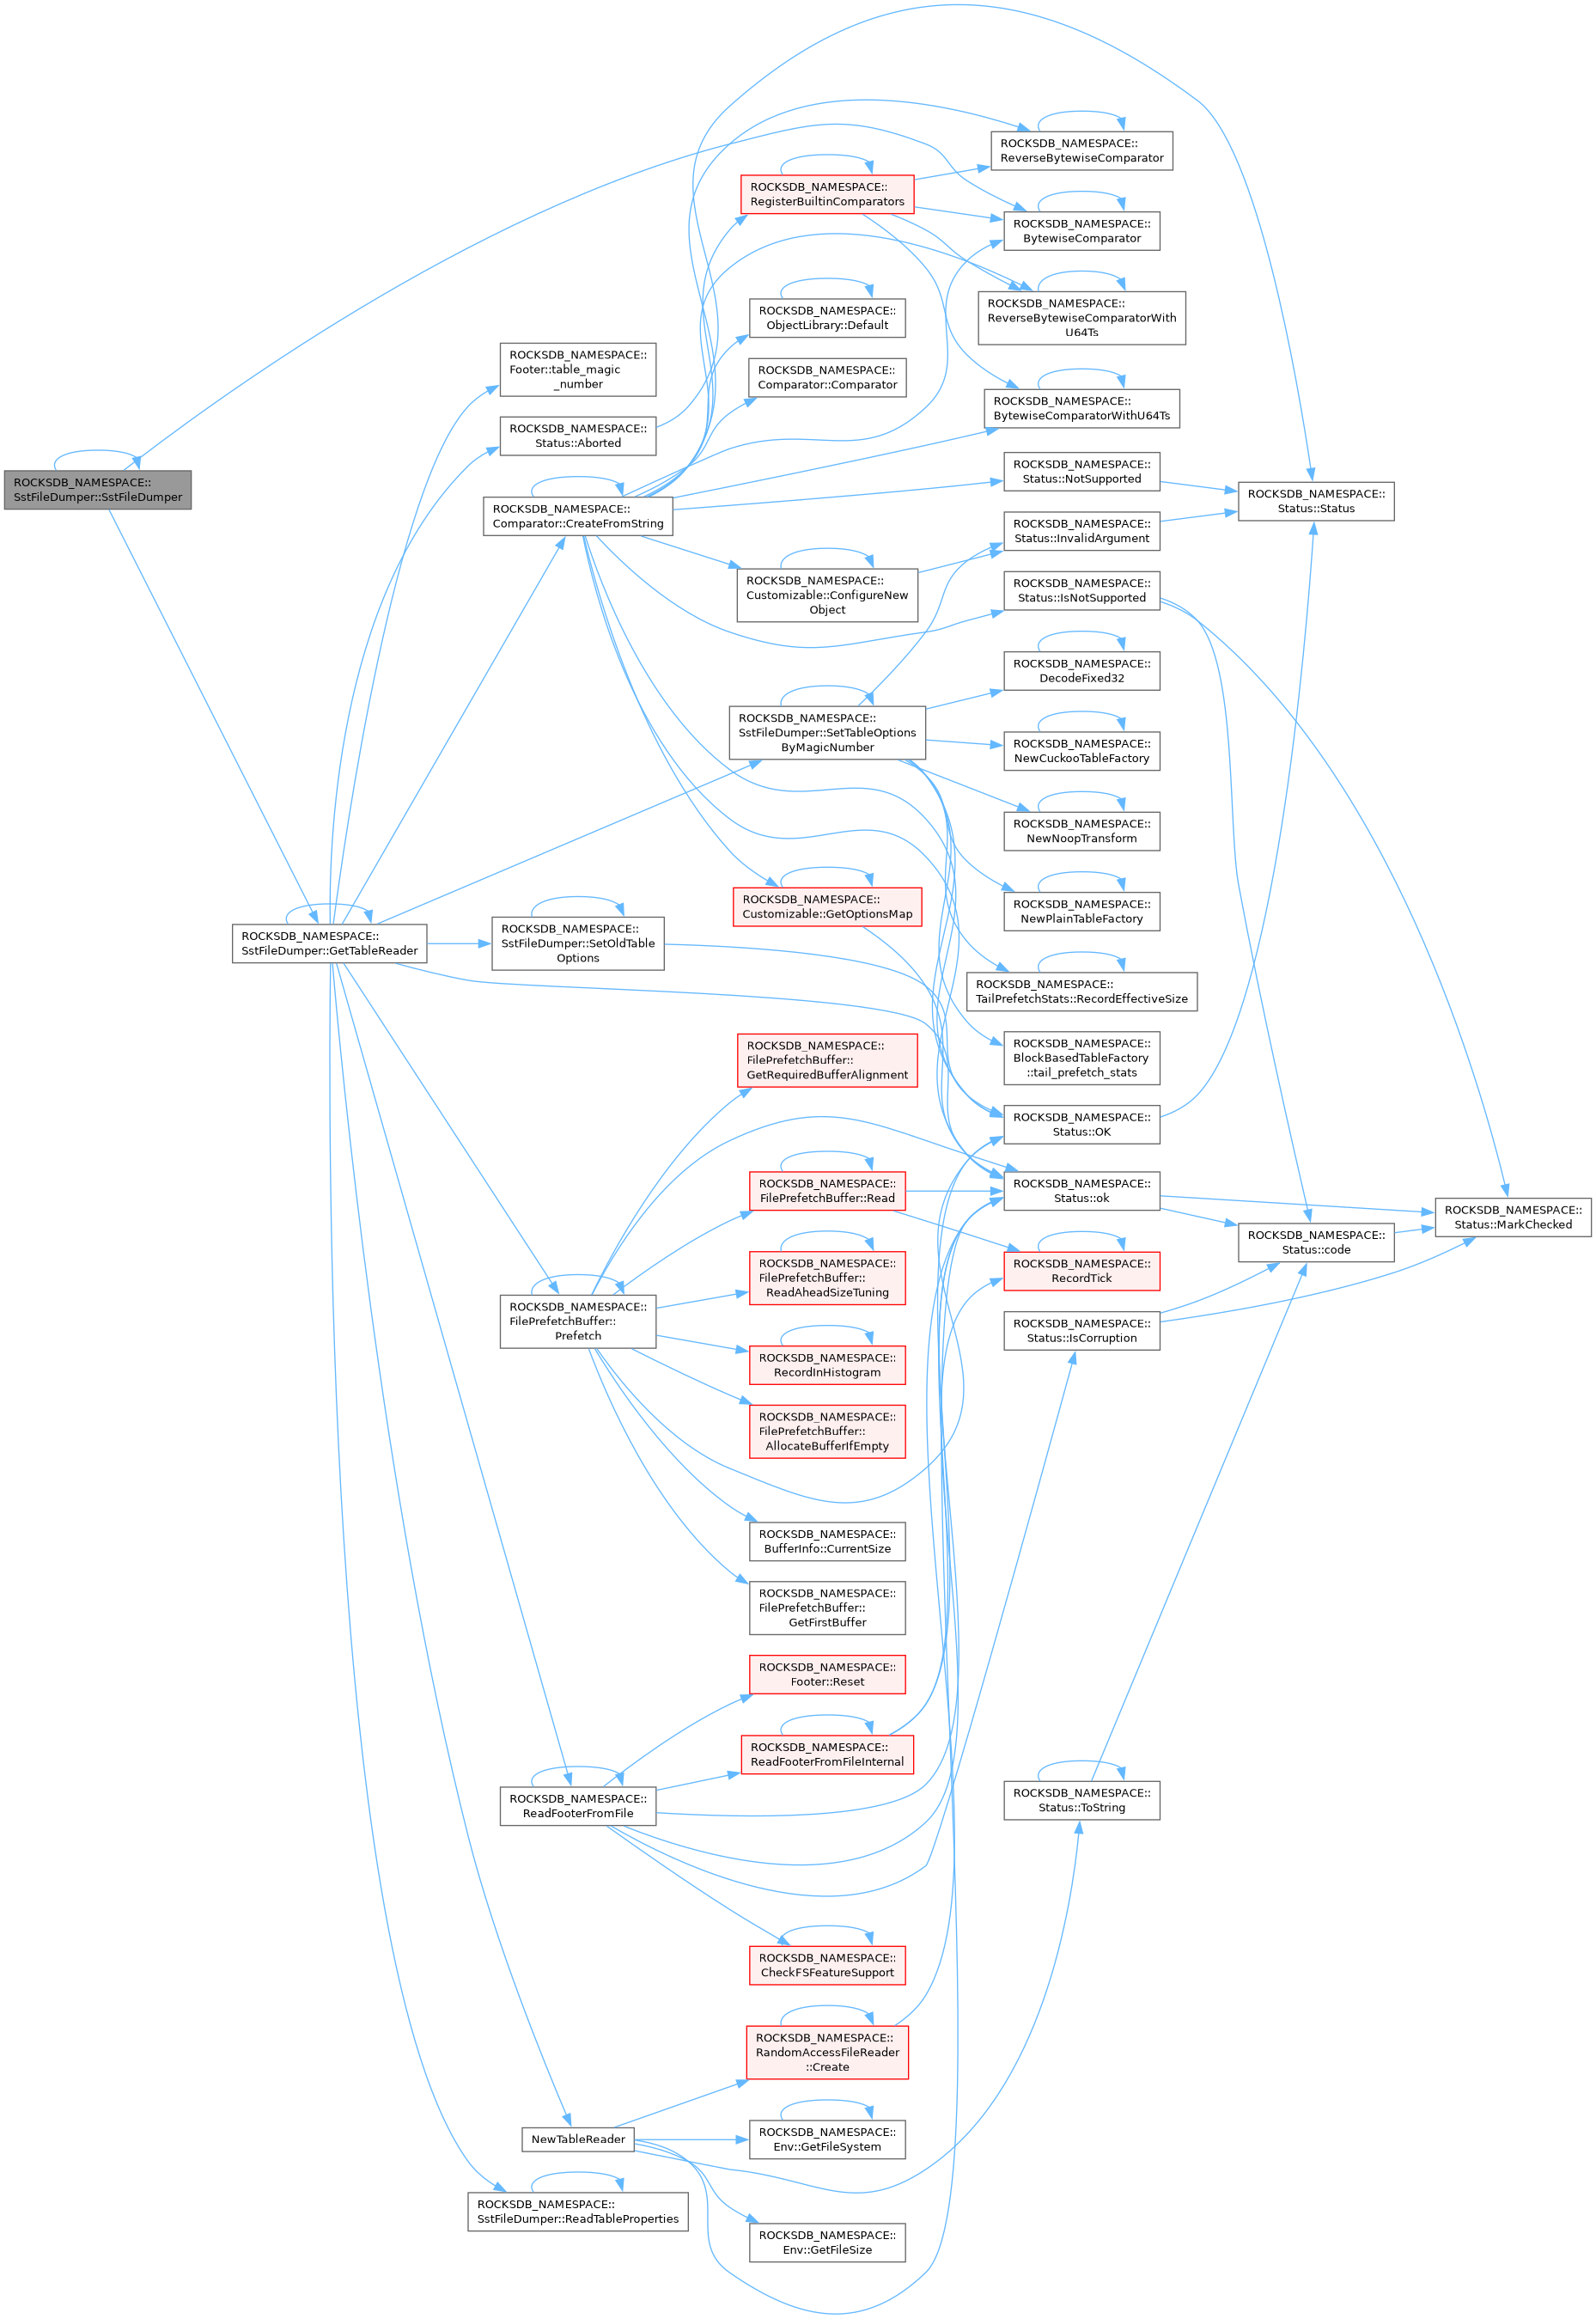 ROCKSDB_NAMESPACE::
SstFileDumper::SstFileDumper
ROCKSDB_NAMESPACE::
SstFileDumper::GetTableReader
ROCKSDB_NAMESPACE::
Footer::table_magic
_number
ROCKSDB_NAMESPACE::
Status::Aborted
ROCKSDB_NAMESPACE::
Comparator::CreateFromString
ROCKSDB_NAMESPACE::
SstFileDumper::SetOldTable
Options
ROCKSDB_NAMESPACE::
FilePrefetchBuffer::
Prefetch
ROCKSDB_NAMESPACE::
ReadFooterFromFile
NewTableReader
ROCKSDB_NAMESPACE::
SstFileDumper::ReadTableProperties
ROCKSDB_NAMESPACE::
RegisterBuiltinComparators
ROCKSDB_NAMESPACE::
ObjectLibrary::Default
ROCKSDB_NAMESPACE::
Comparator::Comparator
ROCKSDB_NAMESPACE::
Customizable::ConfigureNew
Object
ROCKSDB_NAMESPACE::
SstFileDumper::SetTableOptions
ByMagicNumber
ROCKSDB_NAMESPACE::
Customizable::GetOptionsMap
ROCKSDB_NAMESPACE::
FilePrefetchBuffer::
GetRequiredBufferAlignment
ROCKSDB_NAMESPACE::
FilePrefetchBuffer::Read
ROCKSDB_NAMESPACE::
FilePrefetchBuffer::
ReadAheadSizeTuning
ROCKSDB_NAMESPACE::
RecordInHistogram
ROCKSDB_NAMESPACE::
FilePrefetchBuffer::
AllocateBufferIfEmpty
ROCKSDB_NAMESPACE::
BufferInfo::CurrentSize
ROCKSDB_NAMESPACE::
FilePrefetchBuffer::
GetFirstBuffer
ROCKSDB_NAMESPACE::
Footer::Reset
ROCKSDB_NAMESPACE::
ReadFooterFromFileInternal
ROCKSDB_NAMESPACE::
CheckFSFeatureSupport
ROCKSDB_NAMESPACE::
RandomAccessFileReader
::Create
ROCKSDB_NAMESPACE::
Env::GetFileSystem
ROCKSDB_NAMESPACE::
Env::GetFileSize
ROCKSDB_NAMESPACE::
ReverseBytewiseComparator
ROCKSDB_NAMESPACE::
BytewiseComparator
ROCKSDB_NAMESPACE::
ReverseBytewiseComparatorWith
U64Ts
ROCKSDB_NAMESPACE::
BytewiseComparatorWithU64Ts
ROCKSDB_NAMESPACE::
Status::NotSupported
ROCKSDB_NAMESPACE::
Status::InvalidArgument
ROCKSDB_NAMESPACE::
Status::IsNotSupported
ROCKSDB_NAMESPACE::
DecodeFixed32
ROCKSDB_NAMESPACE::
NewCuckooTableFactory
ROCKSDB_NAMESPACE::
NewNoopTransform
ROCKSDB_NAMESPACE::
NewPlainTableFactory
ROCKSDB_NAMESPACE::
TailPrefetchStats::RecordEffectiveSize
ROCKSDB_NAMESPACE::
BlockBasedTableFactory
::tail_prefetch_stats
ROCKSDB_NAMESPACE::
Status::OK
ROCKSDB_NAMESPACE::
Status::ok
ROCKSDB_NAMESPACE::
RecordTick
ROCKSDB_NAMESPACE::
Status::IsCorruption
ROCKSDB_NAMESPACE::
Status::ToString
ROCKSDB_NAMESPACE::
Status::Status
ROCKSDB_NAMESPACE::
Status::code
ROCKSDB_NAMESPACE::
Status::MarkChecked